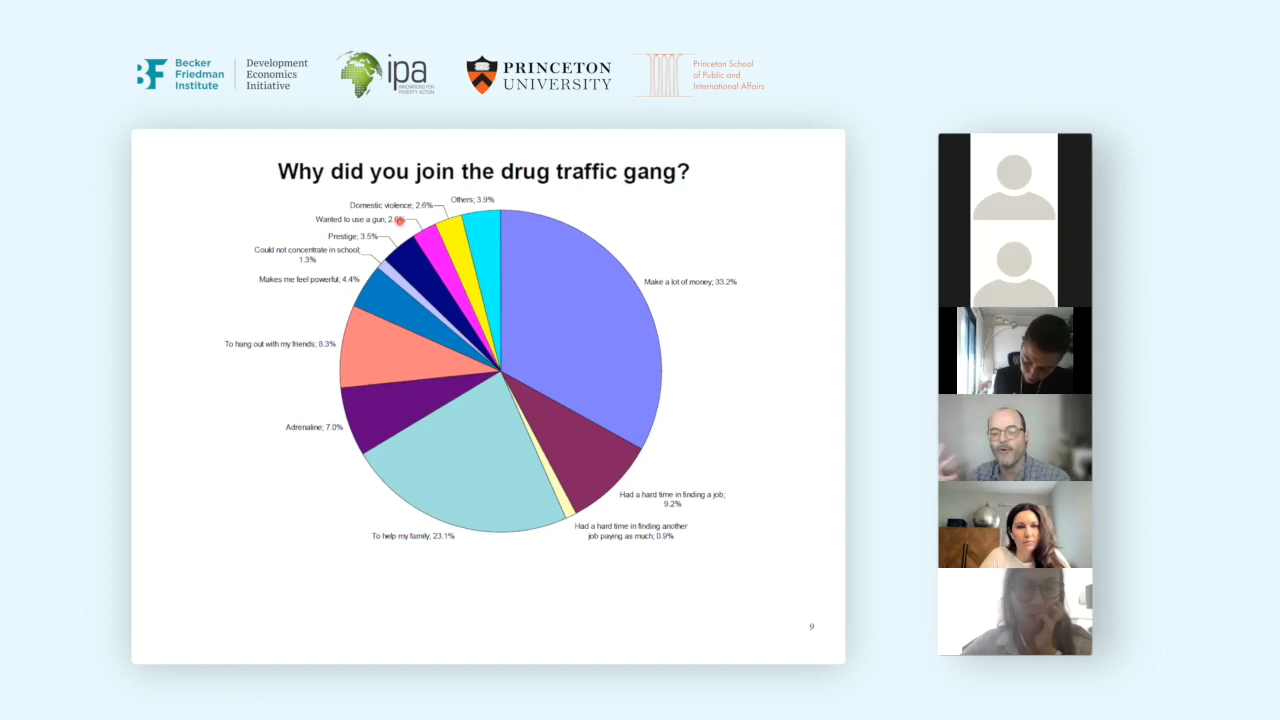 Becker
Friedman
Institute
Development
Economics
Initiative
ipa
INNOVATIONS FOR
POVERTY ACTION
PRINCETON
UNIVERSITY
Princeton School
of Public and
International Affairs
Why did you join the drug traffic gang?
Others; 3.9%
Domestic violence; 2.6%
Wanted to use a gun;
Prestige; 3.5%
Could not concentrate in school;
1.3%
Makes me feel powerful; 4.4%
Make a lot of money; 33.2%
To hang out with my friends; 8.3%
Adrenaline; 7.0%
Had a hard time in finding a job;
9.2%
Had a hard time in finding another
job paying as much; 0.9%
To help my family; 23.1%
9